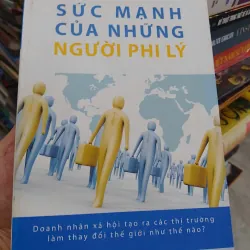 SỨC MẠNH
CỦA NHỮNG
NGƯỜI PHI LÝ
Doanh nhân xã hội tạo ra các thị trường
làm thay đổi thế giới như thế nào?